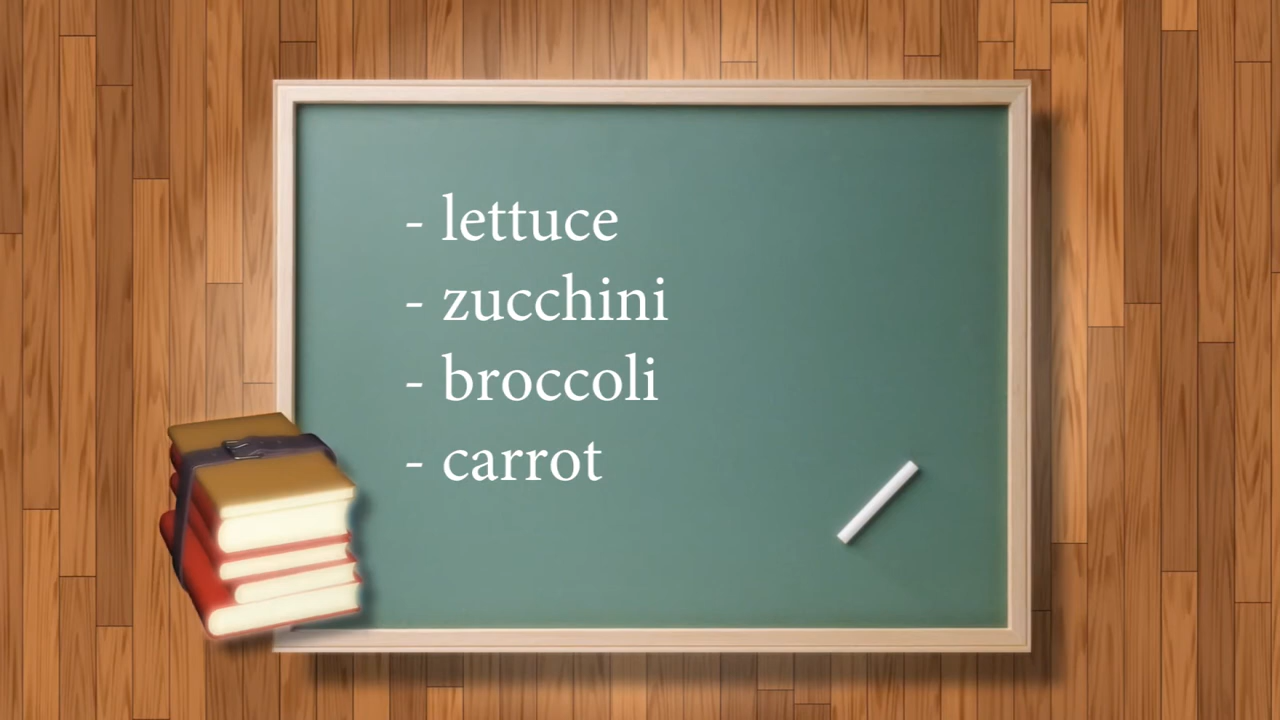 - lettuce
- zucchini
- broccoli
- carrot